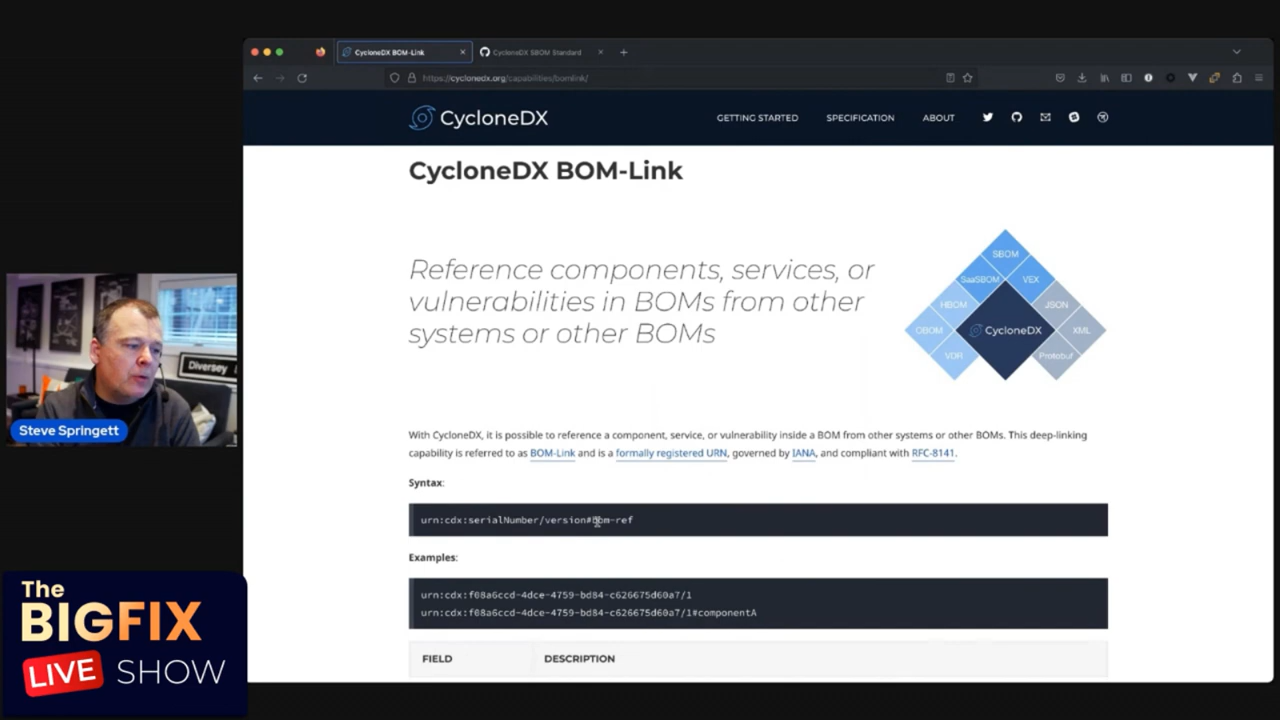 CycloneDX BOM-Link
CycloneDX SBOM Standard
https://cyclonedx.org/capabilities/bomlink/
CycloneDX
GETTING STARTED
SPECIFICATION
ABOUT
CycloneDX BOM-Link
Reference components, services, or
vulnerabilities in BOMs from other
systems or other BOMs
SBOM
SaaSBOM
VEX
HBOM
JSON
OBOM
CycloneDX
XML
VDR
Protobuf
With CycloneDX, it is possible to reference a component, service, or vulnerability inside a BOM from other systems or other BOMs. This deep-linking
capability is referred to as BOM-Link and is a formally registered URN, governed by IANA, and compliant with RFC-8141.
Syntax:
urn:cdx:serialNumber/version#bom-ref
Examples:
urn:cdx:f08a6ccd-4dce-4759-bd84-c626675d60a7/1
urn:cdx:f08a6ccd-4dce-4759-bd84-c626675d60a7/1#componentA
FIELD
DESCRIPTION
Diversey
Steve Springett
The
BIGFIX
LIVE SHOW